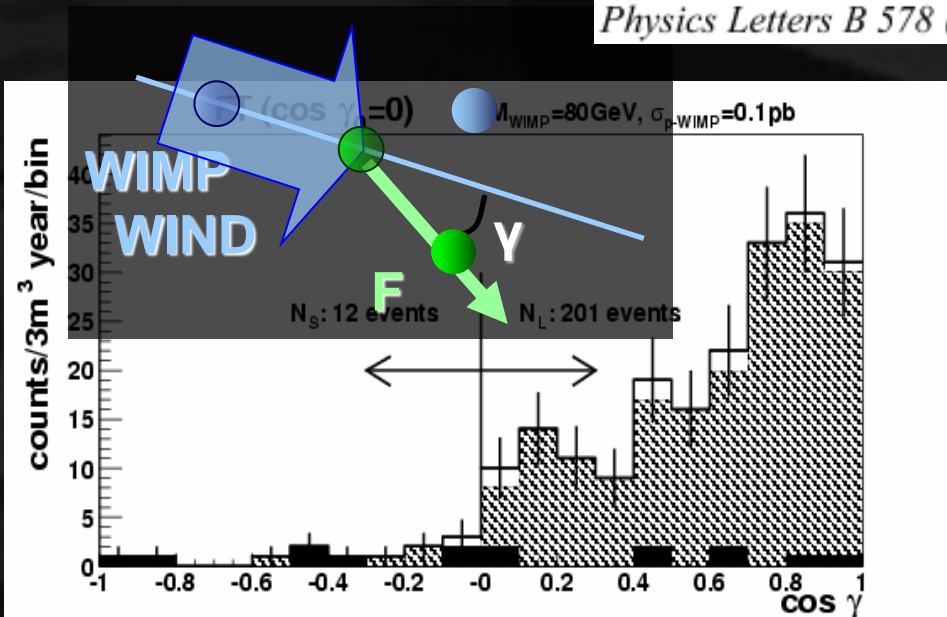 Physics Letters B 578 (
(cos γ₀=0)
M_WIMP=80GeV, σ_p-WIMP=0.1pb
WIMP
WIND
γ
F
N_S: 12 events
N_L: 201 events
counts/3m³ year/bin
40
35
30
25
20
15
10
5
0
-1 -0.8 -0.6 -0.4 -0.2 -0 0.2 0.4 0.6 0.8 1
cos γ